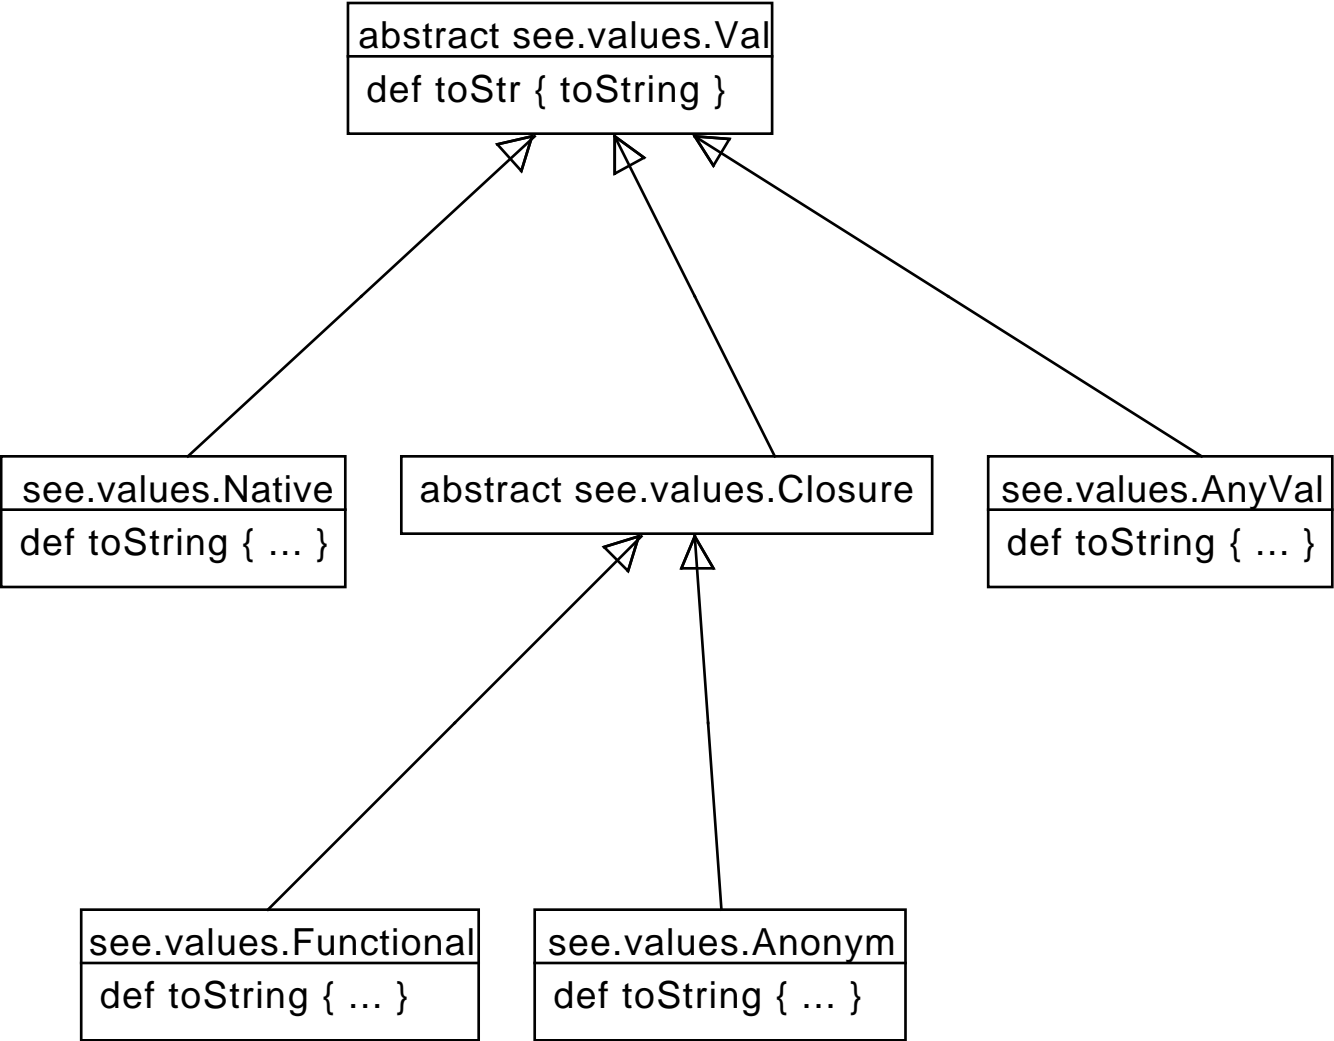 abstract see.values.Val
def toStr { toString }
see.values.Native
def toString { ... }
abstract see.values.Closure
see.values.AnyVal
def toString { ... }
see.values.Functional
def toString { ... }
see.values.Anonym
def toString { ... }